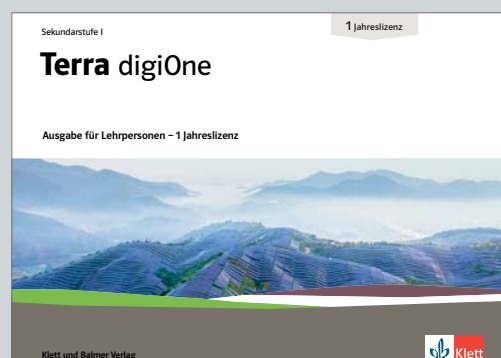 Sekundarstufe I
1 Jahreslizenz
Terra digiOne
Ausgabe für Lehrpersonen – 1 Jahreslizenz
Klett und Balmer Verlag
Klett